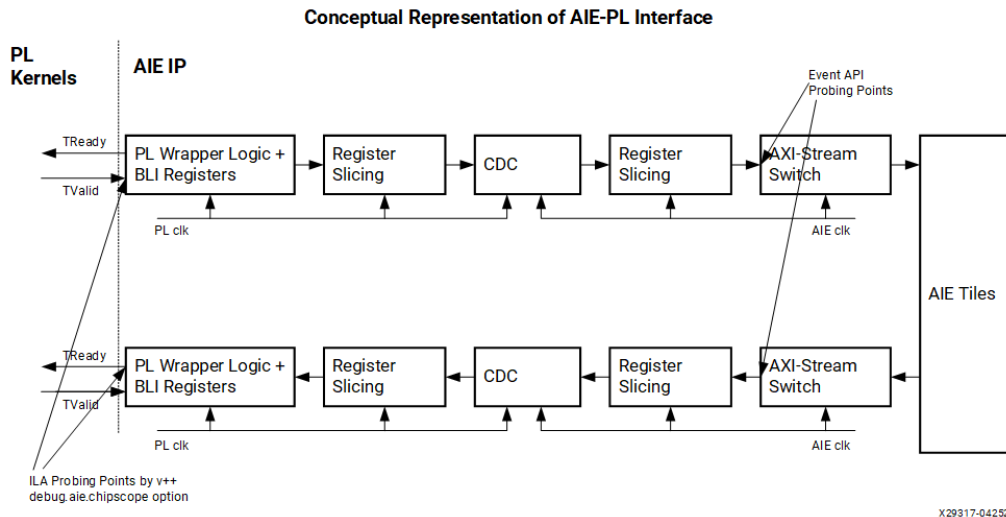 Conceptual Representation of AIE-PL Interface
PL
Kernels
AIE IP
Event API
Probing Points
TReady
TValid
PL Wrapper Logic +
BLI Registers
Register
Slicing
CDC
Register
Slicing
AXI-Stream
Switch
PL clk
AIE clk
AIE Tiles
TReady
TValid
PL Wrapper Logic +
BLI Registers
Register
Slicing
CDC
Register
Slicing
AXI-Stream
Switch
PL clk
AIE clk
ILA Probing Points by v++
debug.aie.chipscope option